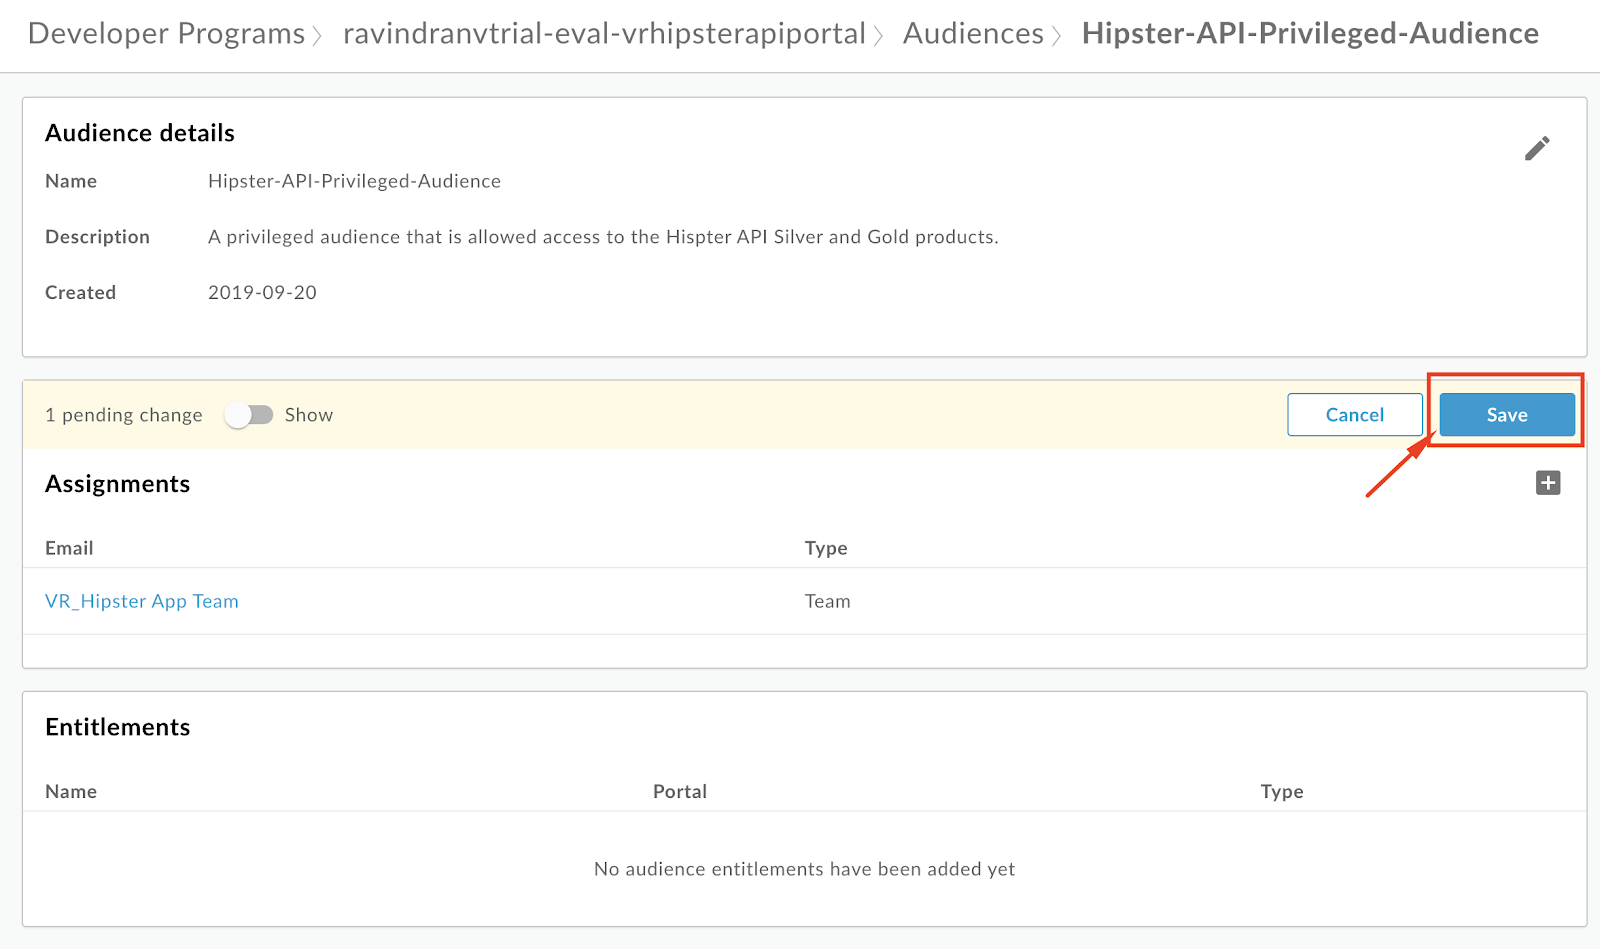 Developer Programs > ravindranvtrial-eval-vrhipsterapiportal > Audiences > Hipster-API-Privileged-Audience
Audience details
Name Hipster-API-Privileged-Audience
Description A privileged audience that is allowed access to the Hispter API Silver and Gold products.
Created 2019-09-20
1 pending change Show Cancel Save
Assignments
Email Type
VR_Hipster App Team Team
Entitlements
Name Portal Type
No audience entitlements have been added yet